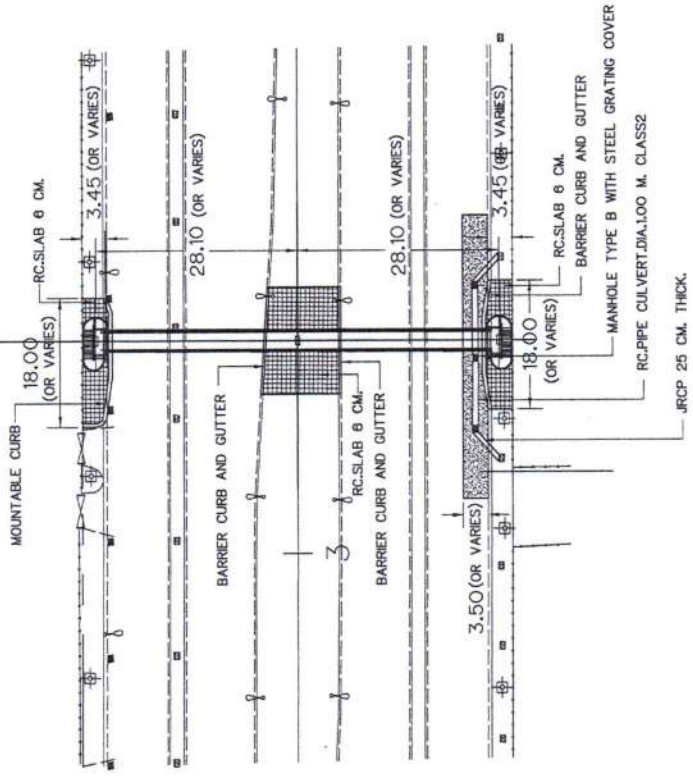 MOUNTABLE CURB
18.00
(OR VARIES)
RC.SLAB 6 CM.
3.45 (OR VARIES)
28.10 (OR VARIES)
BARRIER CURB AND GUTTER
RC.SLAB 6 CM.
BARRIER CURB AND GUTTER
3
28.10 (OR VARIES)
3.50 (OR VARIES)
18.00
(OR VARIES)
3.45 (OR VARIES)
RC.SLAB 6 CM.
BARRIER CURB AND GUTTER
MANHOLE TYPE B WITH STEEL GRATING COVER
RC.PIPE CULVERT.DIA.1.00 M. CLASS2
JRCP 25 CM. THICK.